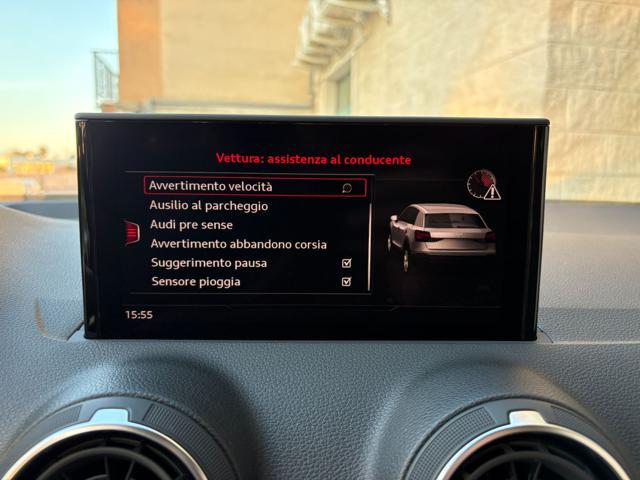 Vettura: assistenza al conducente
Avvertimento velocità
Ausilio al parcheggio
Audi pre sense
Avvertimento abbandono corsia
Suggerimento pausa
Sensore pioggia
15:55